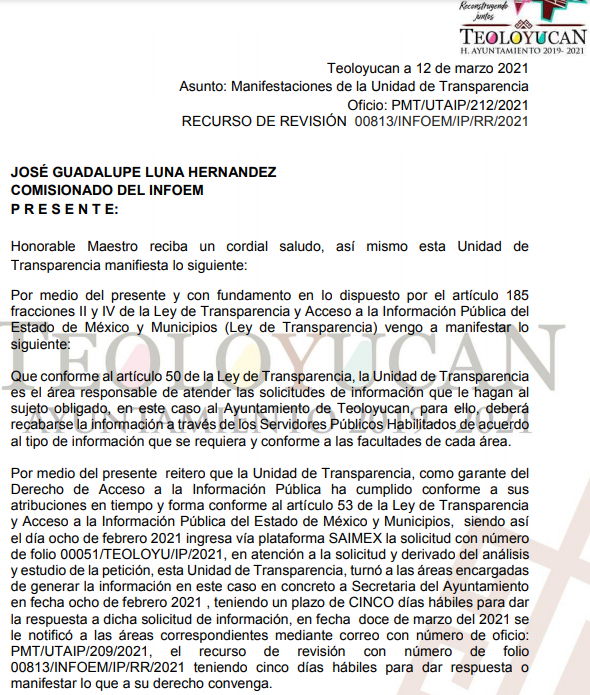 Reconstruyendo
juntos
TEOLOYUCAN
H. AYUNTAMIENTO 2019- 2021
Teoloyucan a 12 de marzo 2021
Asunto: Manifestaciones de la Unidad de Transparencia
Oficio: PMT/UTAIP/212/2021
RECURSO DE REVISIÓN 00813/INFOEM/IP/RR/2021
JOSÉ GUADALUPE LUNA HERNANDEZ
COMISIONADO DEL INFOEM
P R E S E N T E:
Honorable Maestro reciba un cordial saludo, así mismo esta Unidad de
Transparencia manifiesta lo siguiente:
Por medio del presente y con fundamento en lo dispuesto por el artículo 185
fracciones II y IV de la Ley de Transparencia y Acceso a la Información Pública del
Estado de México y Municipios (Ley de Transparencia) vengo a manifestar lo
siguiente:
TEOLOYUCAN
AYUNTAMIENTO 2019 - 2021
Que conforme al artículo 50 de la Ley de Transparencia, la Unidad de Transparencia
es el área responsable de atender las solicitudes de información que le hagan al
sujeto obligado, en este caso al Ayuntamiento de Teoloyucan para ello, deberá
recabarse la información a través de los Servidores Públicos Habilitados de acuerdo
al tipo de información que se requiera y conforme a las facultades de cada área.
Por medio del presente reitero que la Unidad de Transparencia, como garante del
Derecho de Acceso a la Información Pública ha cumplido conforme a sus
atribuciones en tiempo y forma conforme al artículo 53 de la Ley de Transparencia
y Acceso a la Información Pública del Estado de México y Municipios, siendo así
el día ocho de febrero 2021 ingresa vía plataforma SAIMEX la solicitud con número
de folio 00051/TEOLOYU/IP/2021, en atención a la solicitud y derivado del análisis
y estudio de la petición, esta Unidad de Transparencia, turnó a las áreas encargadas
de generar la información en este caso en concreto a Secretaria del Ayuntamiento
en fecha ocho de febrero 2021 , teniendo un plazo de CINCO días hábiles para dar
la respuesta a dicha solicitud de información, en fecha doce de marzo del 2021 se
le notificó a las áreas correspondientes mediante correo con número de oficio:
PMT/UTAIP/209/2021, el recurso de revisión con número de folio
00813/INFOEM/IP/RR/2021 teniendo cinco días hábiles para dar respuesta o
manifestar lo que a su derecho convenga.